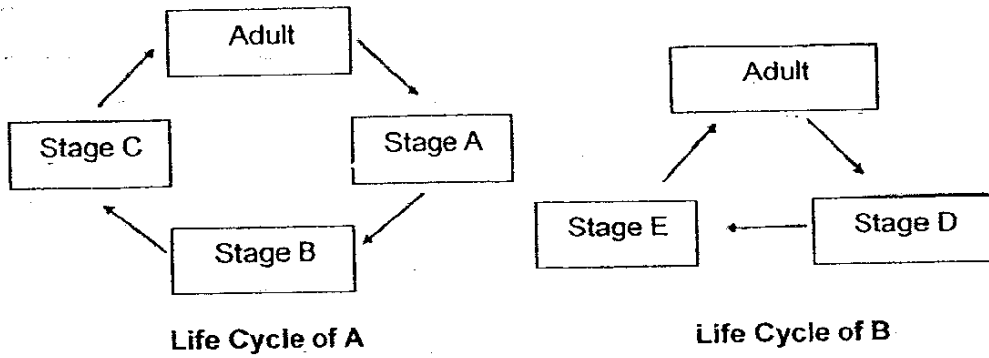 Adult
Stage C
Stage A
Stage B
Life Cycle of A
Adult
Stage E
Stage D
Life Cycle of B